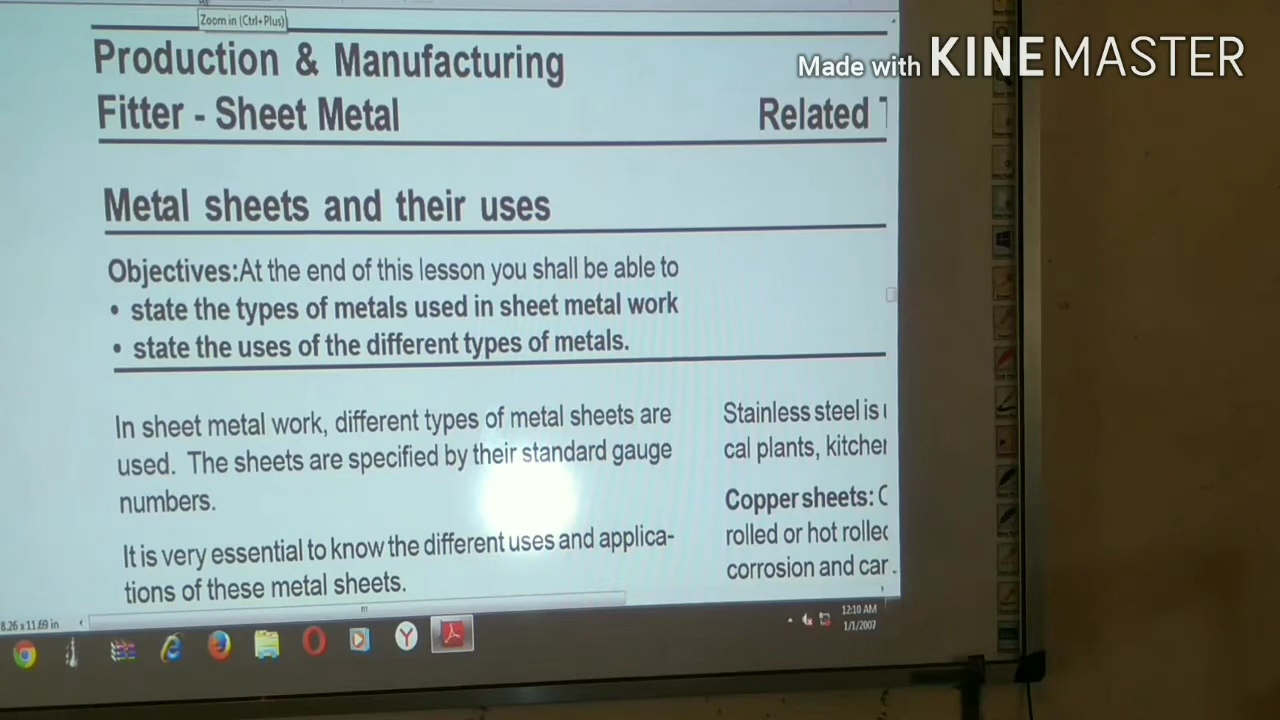 Zoom in (Ctrl+Plus)
Made with KINEMASTER
Production & Manufacturing
Fitter - Sheet Metal
Related
Metal sheets and their uses
Objectives:At the end of this lesson you shall be able to
• state the types of metals used in sheet metal work
• state the uses of the different types of metals.
In sheet metal work, different types of metal sheets are
used. The sheets are specified by their standard gauge
numbers.
It is very essential to know the different uses and applica-
tions of these metal sheets.
Stainless steel is
cal plants,
Copper sheets:
rolled or hot
corrosion and
8.26 x 11.69 in
12:10 AM
1/1/2007